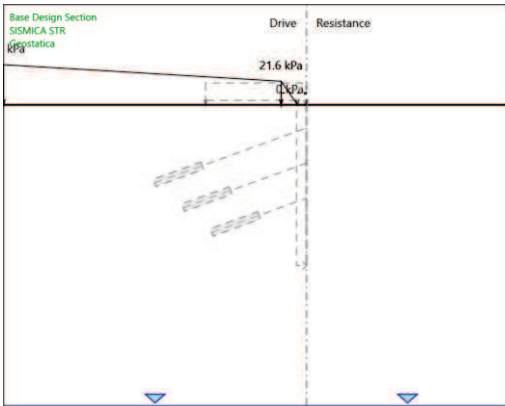 Base Design Section
SISMICA STR
Geostatica
Drive
Resistance
kPa
21.6 kPa
0 kPa